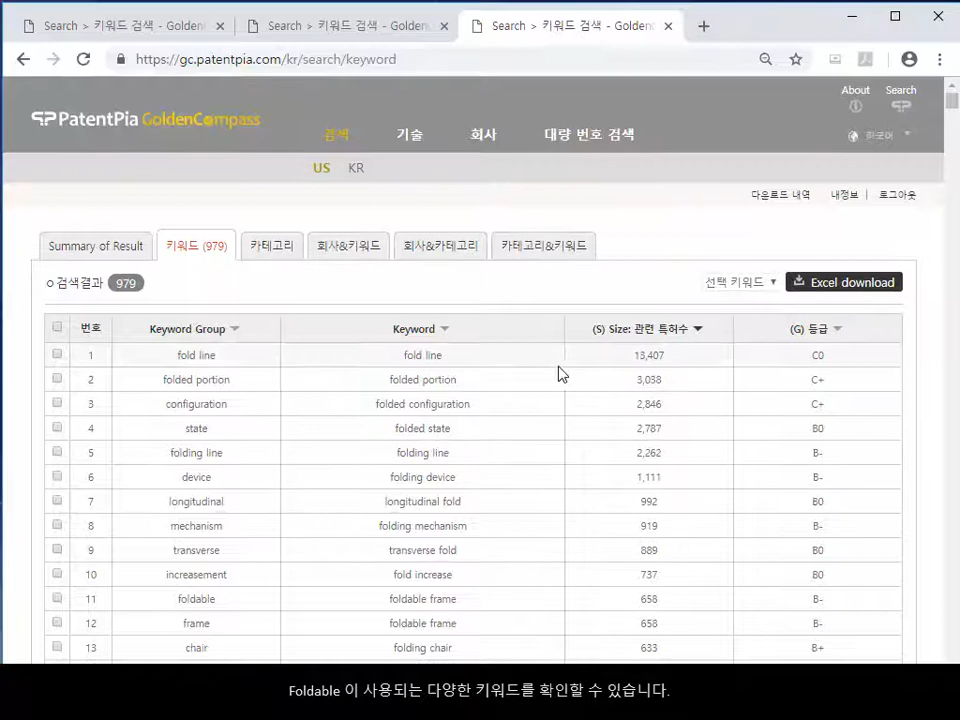 Search > 키워드 검색 - Golden
Search > 키워드 검색 - Golden
Search > 키워드 검색 - Golden
https://gc.patentpia.com/kr/search/keyword
PatentPia GoldenCompass
About
Search
검색
기술
회사
대량 번호 검색
한국어
US
KR
다운로드 내역
내정보 |
로그아웃
Summary of Result
키워드 (979)
카테고리
회사&키워드
회사&카테고리
카테고리&키워드
검색결과 979
선택 키워드
Excel download
번호 Keyword Group Keyword (S) Size: 관련 특허수 (G) 등급
1 fold line fold line 13,407 C0
2 folded portion folded portion 3,038 C+
3 configuration folded configuration 2,846 C+
4 state folded state 2,787 B0
5 folding line folding line 2,262 B-
6 device folding device 1,111 B-
7 longitudinal longitudinal fold 992 B0
8 mechanism folding mechanism 919 B-
9 transverse transverse fold 889 B0
10 increasement fold increase 737 B0
11 foldable foldable frame 658 B-
12 frame foldable frame 658 B-
13 chair folding chair 633 B+
Foldable 이 사용되는 다양한 키워드를 확인할 수 있습니다.